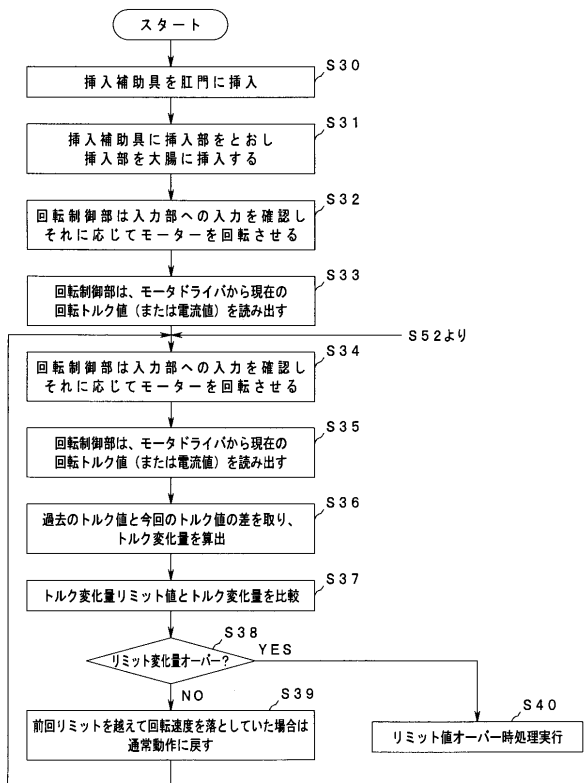 スタート
S30
挿入補助具を肛門に挿入
S31
挿入補助具に挿入部をとおし
挿入部を大腸に挿入する
S32
回転制御部は入力部への入力を確認し
それに応じてモーターを回転させる
S33
回転制御部は、モータドライバから現在の
回転トルク値（または電流値）を読み出す
S52より
S34
回転制御部は入力部への入力を確認し
それに応じてモーターを回転させる
S35
回転制御部は、モータドライバから現在の
回転トルク値（または電流値）を読み出す
S36
過去のトルク値と今回のトルク値の差を取り、
トルク変化量を算出
S37
トルク変化量リミット値とトルク変化量を比較
S38
リミット変化量オーバー？
YES
NO
S39
前回リミットを越えて回転速度を落としていた場合は
通常動作に戻す
S40
リミット値オーバー時処理実行